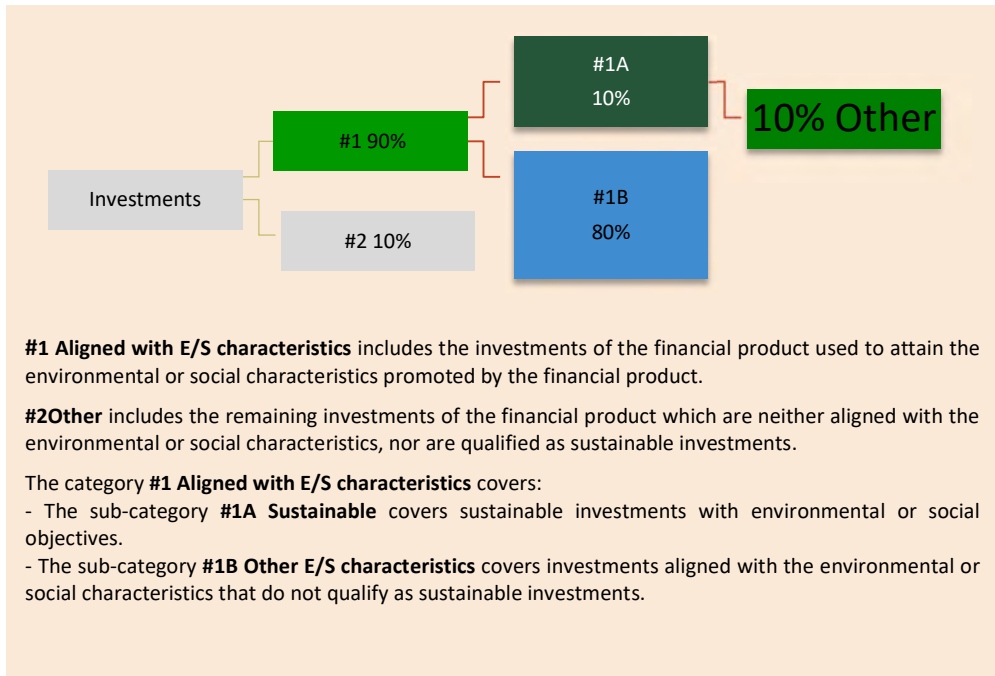 #1A
10%
10% Other
#1 90%
Investments
#1B
80%
#2 10%
#1 Aligned with E/S characteristics includes the investments of the financial product used to attain the
environmental or social characteristics promoted by the financial product.
#2Other includes the remaining investments of the financial product which are neither aligned with the
environmental or social characteristics, nor are qualified as sustainable investments.
The category #1 Aligned with E/S characteristics covers:
- The sub-category #1A Sustainable covers sustainable investments with environmental or social
objectives.
- The sub-category #1B Other E/S characteristics covers investments aligned with the environmental or
social characteristics that do not qualify as sustainable investments.